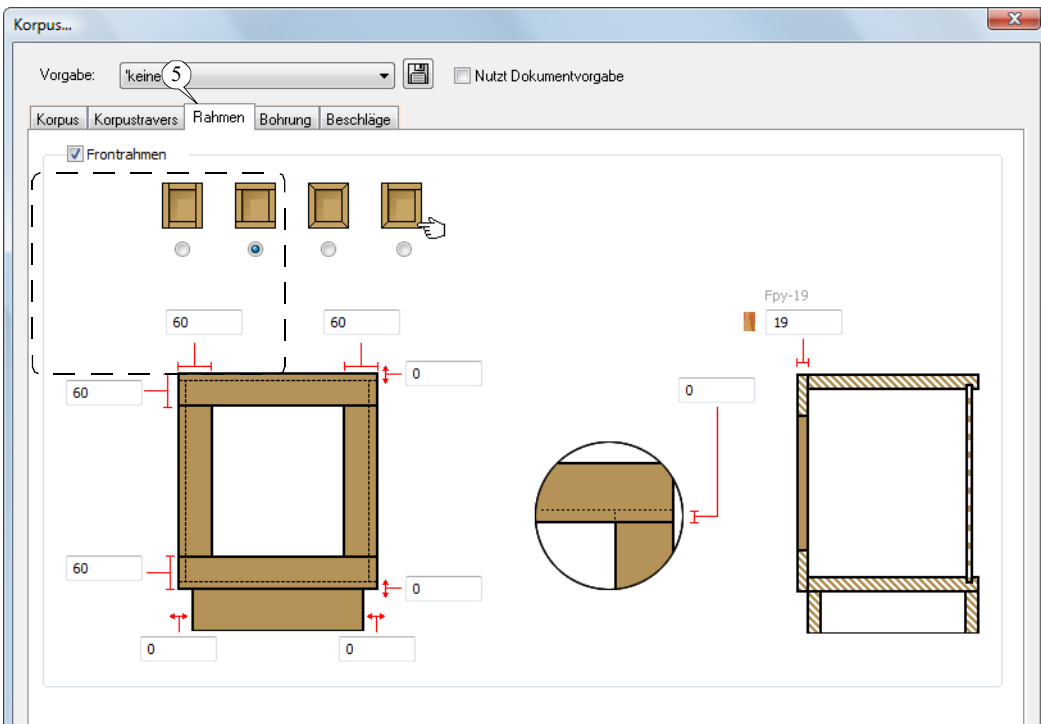 Korpus...
Vorgabe: 'keine 5 Nutzt Dokumentvorgabe
Korpus Korpustravers Rahmen Bohrung Beschläge
Frontrahmen
Fpy-19
60 60 19
0
60 0
60
0
0 0